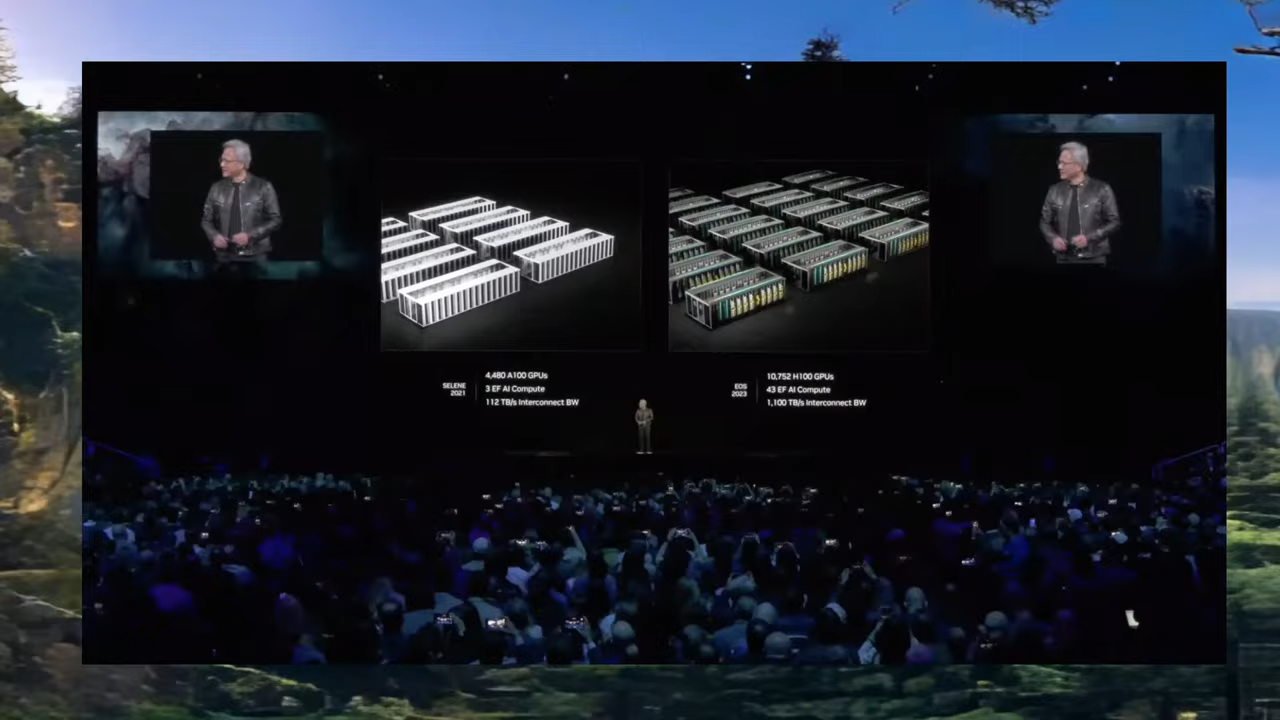 SELENE
2021
4,480 A100 GPUs
3 EF AI Compute
112 TB/s Interconnect BW
EOS
2023
10,752 H100 GPUs
43 EF AI Compute
1,100 TB/s Interconnect BW